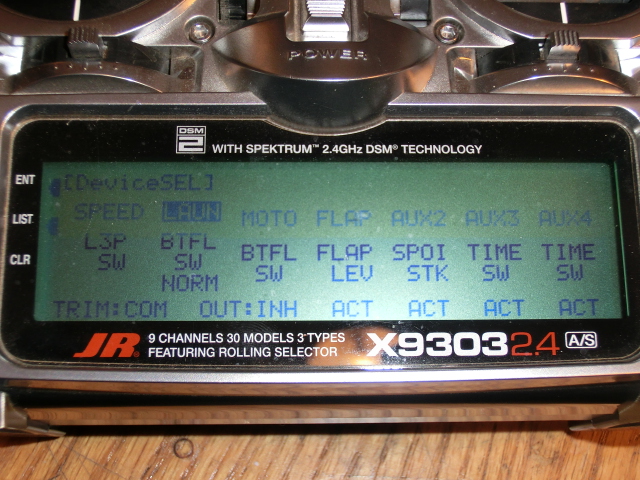 POWER
DSM
2
WITH SPEKTRUM™ 2.4GHz DSM® TECHNOLOGY
ENT
LIST
CLR
[DeviceSEL]
SPEED LAUN MOTO FLAP AUX2 AUX3 AUX4
L3P BTFL BTFL FLAP SPOI TIME TIME
SW SW SW LEV STK SW SW
NORM
TRIM:COM OUT:INH ACT ACT ACT ACT
JR®
9 CHANNELS 30 MODELS 3 TYPES
FEATURING ROLLING SELECTOR
X9303 2.4 A/S